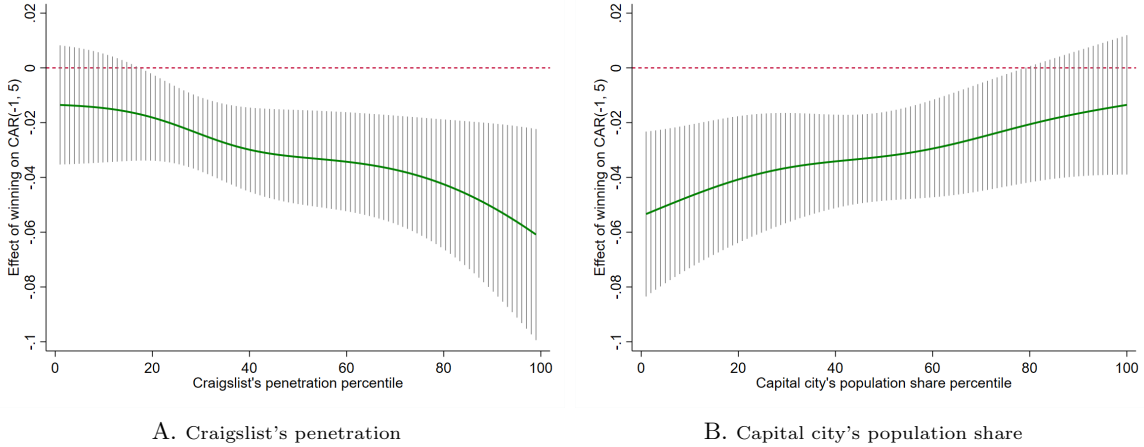 .02
0
-.02
-.04
-.06
-.08
-.1
Effect of winning on CAR(-1, 5)
0 20 40 60 80 100
Craigslist's penetration percentile
A. Craigslist's penetration
.02
0
-.02
-.04
-.06
-.08
-.1
Effect of winning on CAR(-1, 5)
0 20 40 60 80 100
Capital city's population share percentile
B. Capital city's population share